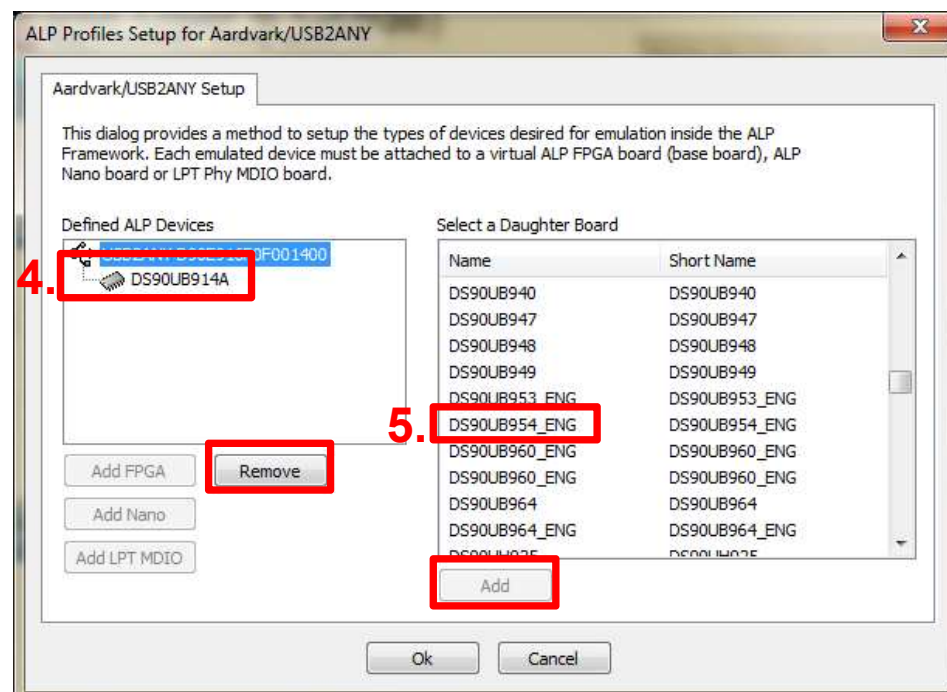 ALP Profiles Setup for Aardvark/USB2ANY
Aardvark/USB2ANY Setup
This dialog provides a method to setup the types of devices desired for emulation inside the ALP
Framework. Each emulated device must be attached to a virtual ALP FPGA board (base board), ALP
Nano board or LPT Phy MDIO board.
Defined ALP Devices
4.
DS90UB914A
Add FPGA
Remove
Add Nano
Add LPT MDIO
Select a Daughter Board
Name Short Name
DS90UB940 DS90UB940
DS90UB947 DS90UB947
DS90UB948 DS90UB948
DS90UB949 DS90UB949
DS90UB953_ENG DS90UB953_ENG
5.
DS90UB954_ENG DS90UB954_ENG
DS90UB960_ENG DS90UB960_ENG
DS90UB960_ENG DS90UB960_ENG
DS90UB964 DS90UB964
DS90UB964_ENG DS90UB964_ENG
Add
Ok Cancel